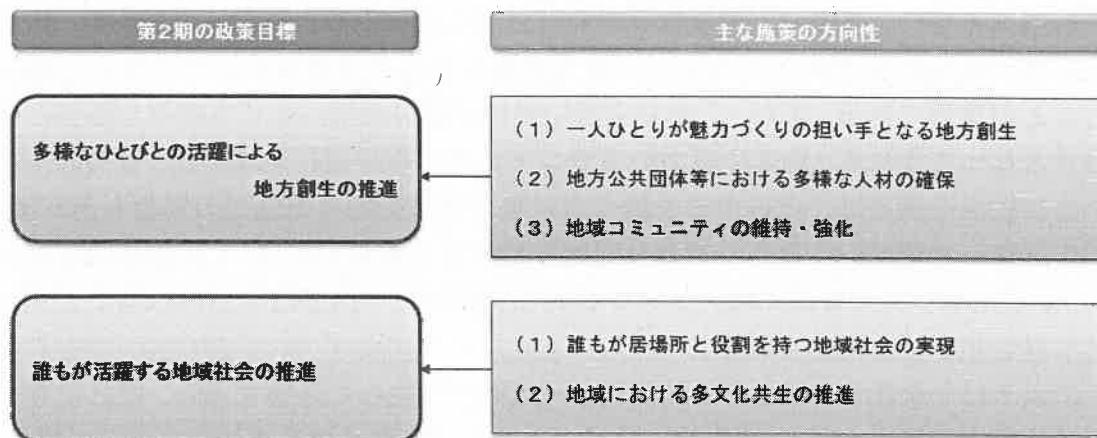 第2期の政策目標
主な施策の方向性
多様なひとびとの活躍による
地方創生の推進
(1)一人ひとりが魅力づくりの担い手となる地方創生
(2)地方公共団体等における多様な人材の確保
(3)地域コミュニティの維持・強化
誰もが活躍する地域社会の推進
(1)誰もが居場所と役割を持つ地域社会の実現
(2)地域における多文化共生の推進